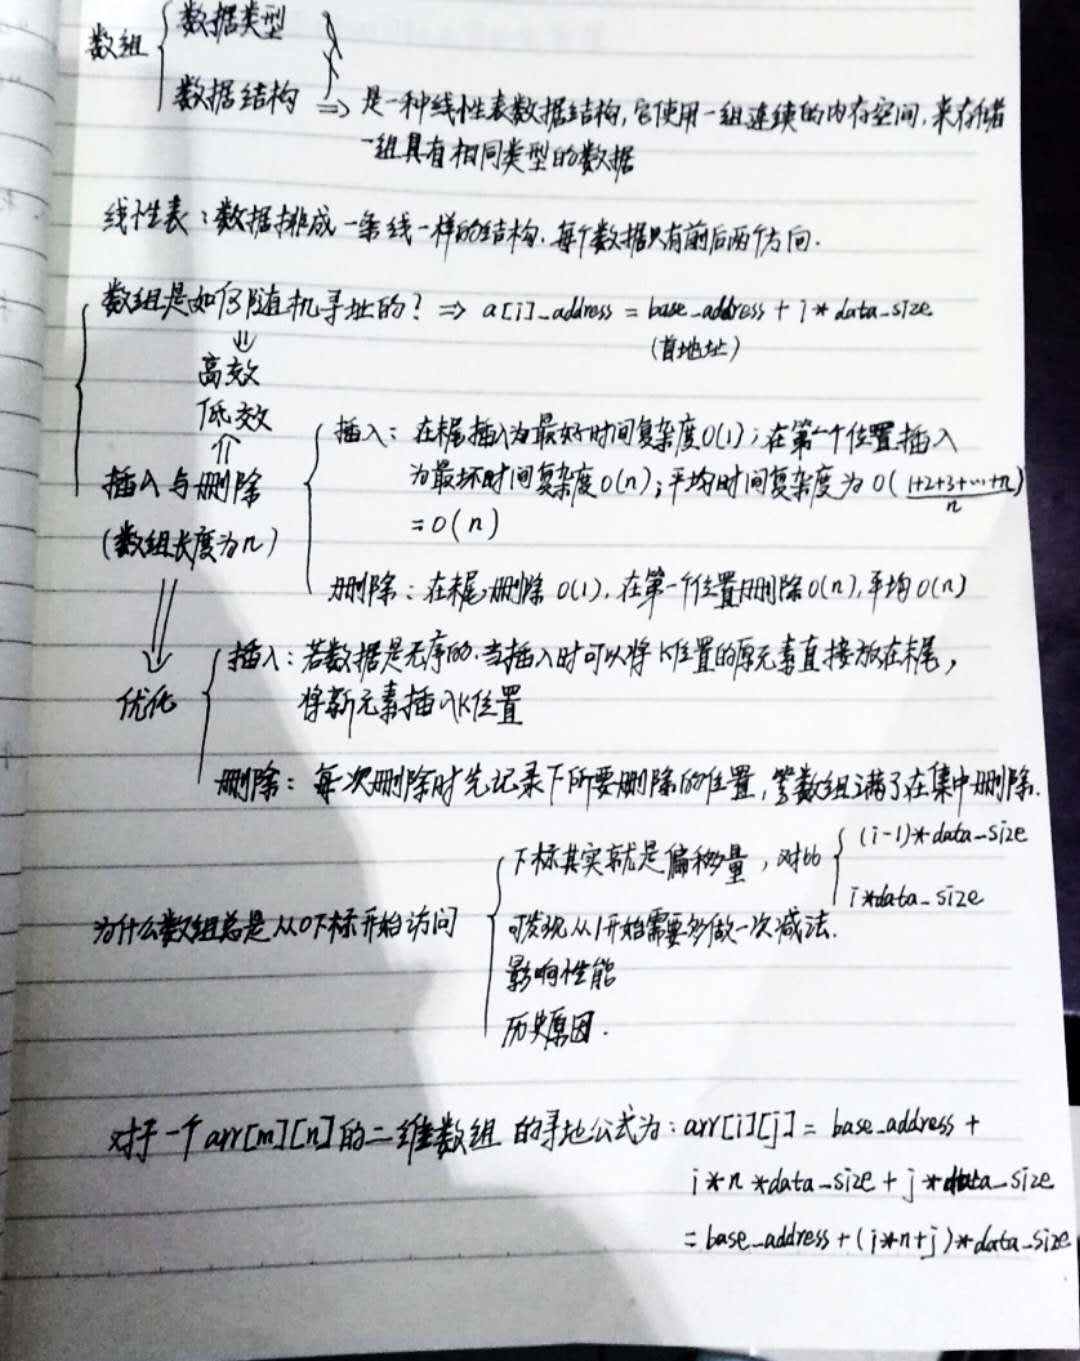 数组
数据类型
数据结构 => 是一种线性表数据结构,它使用一组连续的内存空间,来存储
一组具有相同类型的数据
线性表:数据排成一条线一样的结构.每个数据只有前后两个方向.
数组是如何随机寻址的? => a[i]_address = base_address + i * data_size
(首地址)
高效
低效
插入与删除
(数组长度为n)
插入: 在末尾插入为最好时间复杂度O(1);在第一个位置插入
为最坏时间复杂度O(n);平均时间复杂度为O((1+2+3+…+n)/n)
=O(n)
删除:在末尾删除O(1).在第一个位置删除O(n).平均O(n)
优化
插入:若数据是无序的.当插入时可以将K位置的原元素直接放在末尾,
将新元素插入K位置
删除: 每次删除时先记录下所要删除的位置,等数组满了在集中删除.
为什么数组总是从0下标开始访问
下标其实就是偏移量,对比
(i-1)*data_size
i*data_size
可发现从1开始需要多做一次减法.
影响性能
历史原因.
对于一个arr[m][n]的二维数组 的寻址公式为:arr[i][j] = base_address +
i*n*data_size + j*data_size
= base_address + (i*n+j)*data_size